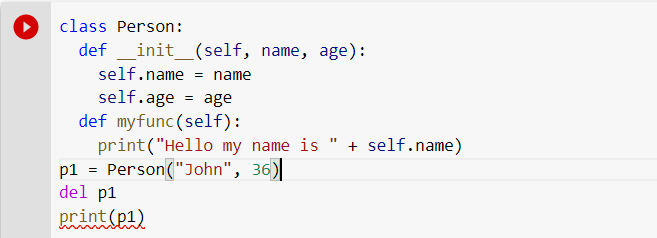 class Person:
  def __init__(self, name, age):
    self.name = name
    self.age = age
  def myfunc(self):
    print("Hello my name is " + self.name)
p1 = Person("John", 36)
del p1
print(p1)